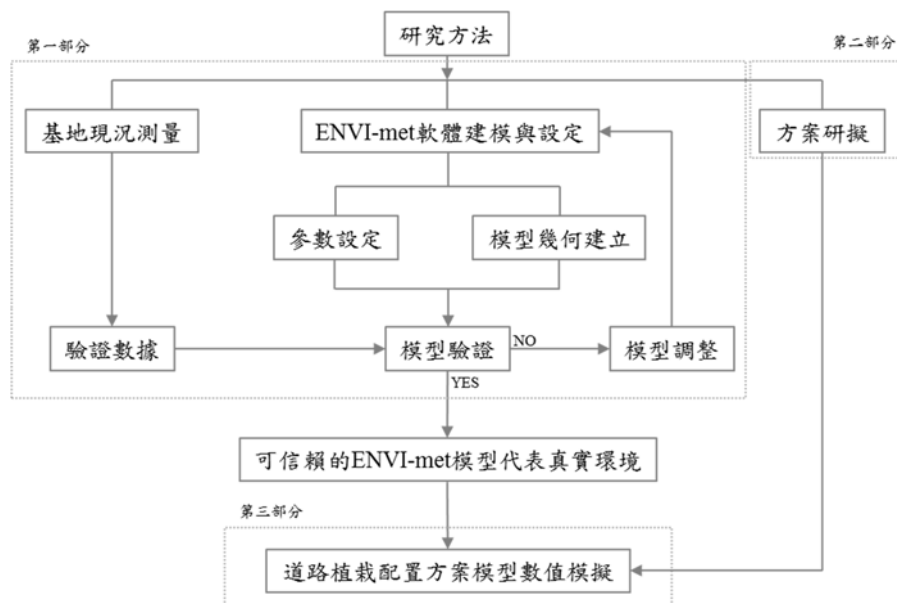 研究方法
第一部分
第二部分
基地現況測量
ENVI-met軟體建模與設定
方案研擬
參數設定
模型幾何建立
驗證數據
模型驗證
NO
模型調整
YES
可信賴的ENVI-met模型代表真實環境
第三部分
道路植栽配置方案模型數值模擬